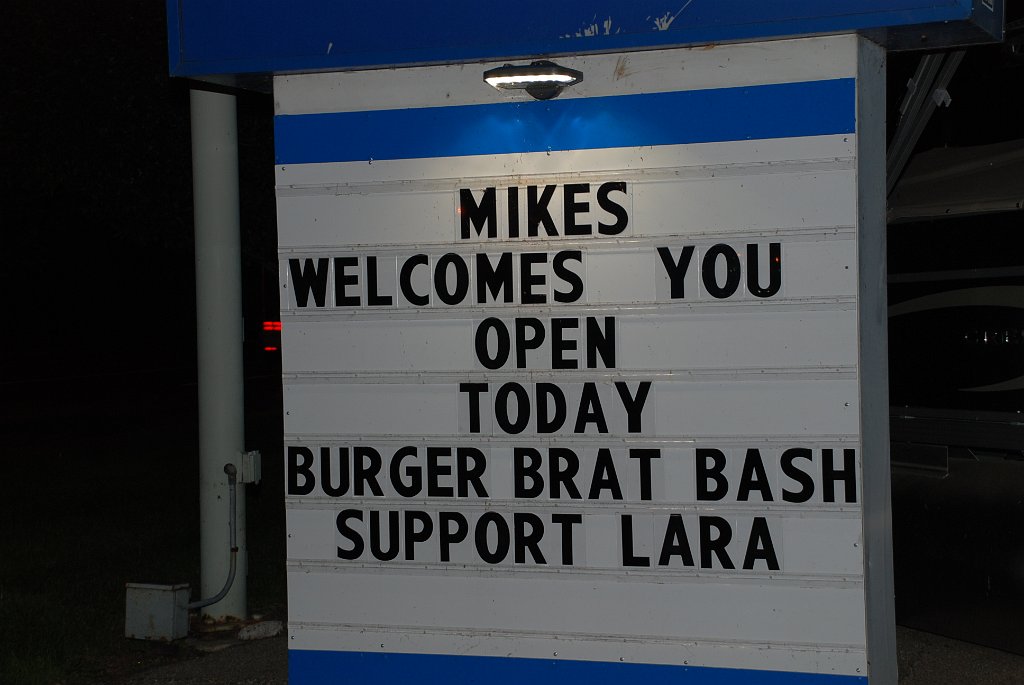 MIKES
WELCOMES YOU
OPEN
TODAY
BURGER BRAT BASH
SUPPORT LARA